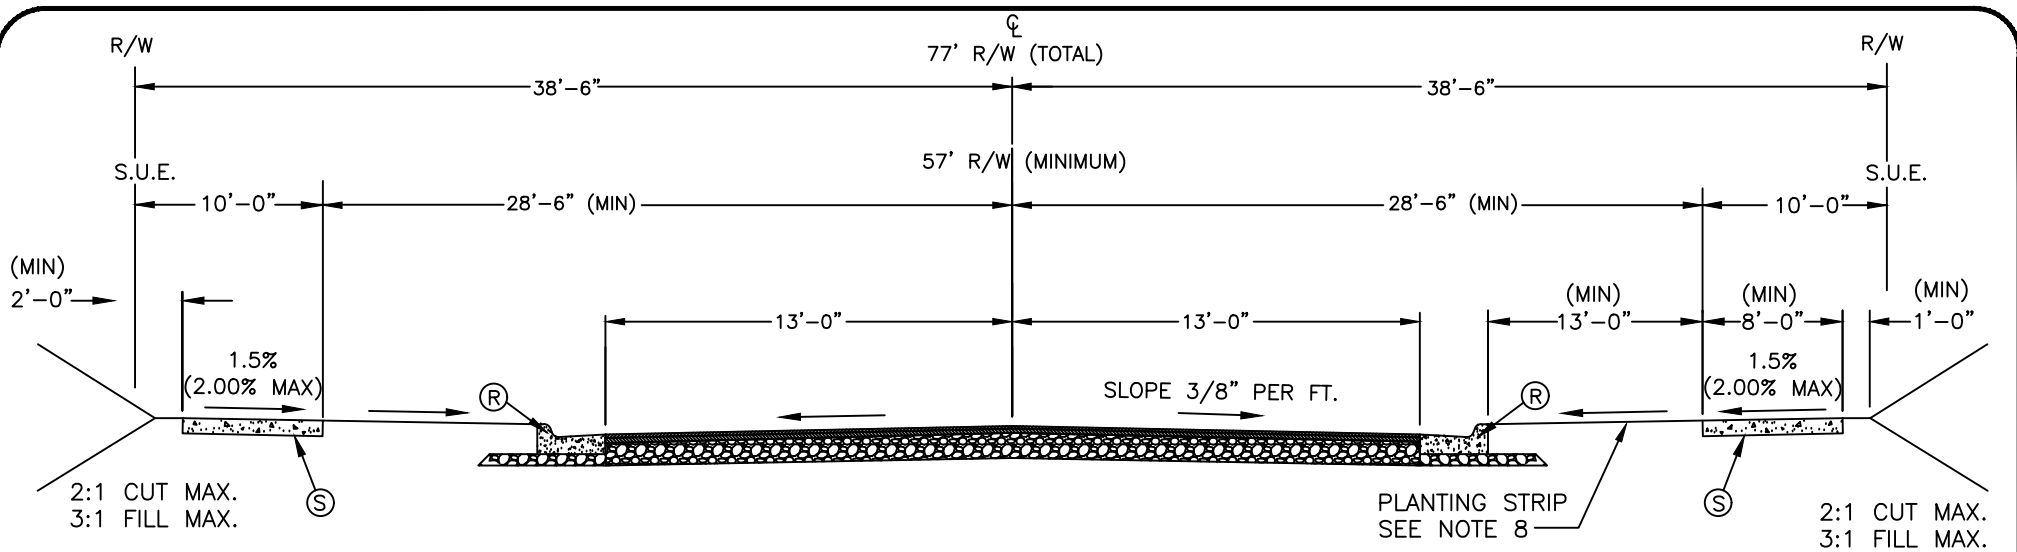 ℄
R/W
77' R/W (TOTAL)
R/W
38'-6"
38'-6"
57' R/W (MINIMUM)
S.U.E.
S.U.E.
10'-0"
28'-6" (MIN)
28'-6" (MIN)
10'-0"
(MIN)
2'-0"
13'-0"
13'-0"
(MIN)
13'-0"
(MIN)
8'-0"
(MIN)
1'-0"
1.5%
(2.00% MAX)
R
SLOPE 3/8" PER FT.
R
1.5%
(2.00% MAX)
2:1 CUT MAX.
3:1 FILL MAX.
S
PLANTING STRIP
SEE NOTE 8
S
2:1 CUT MAX.
3:1 FILL MAX.